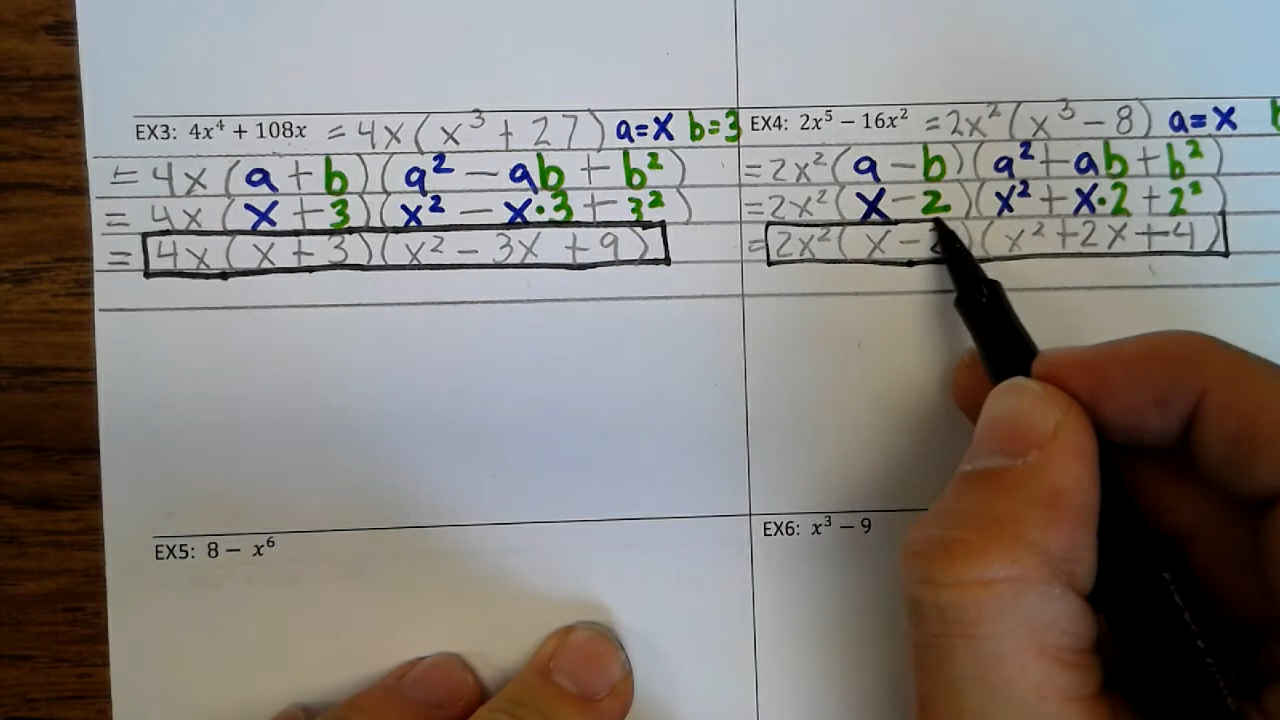 EX3: 4x⁴ + 108x = 4x(x³ + 27) a=x b=3
= 4x(a+b)(a² − ab + b²)
= 4x(x+3)(x² − x·3 + 3²)
= 4x(x+3)(x² − 3x + 9)
EX4: 2x⁵ − 16x² = 2x²(x³ − 8) a=x
= 2x²(a − b)(a² + ab + b²)
= 2x²(x − 2)(x² + x·2 + 2²)
= 2x²(x − 2)(x² + 2x + 4)
EX5: 8 − x⁶
EX6: x³ − 9